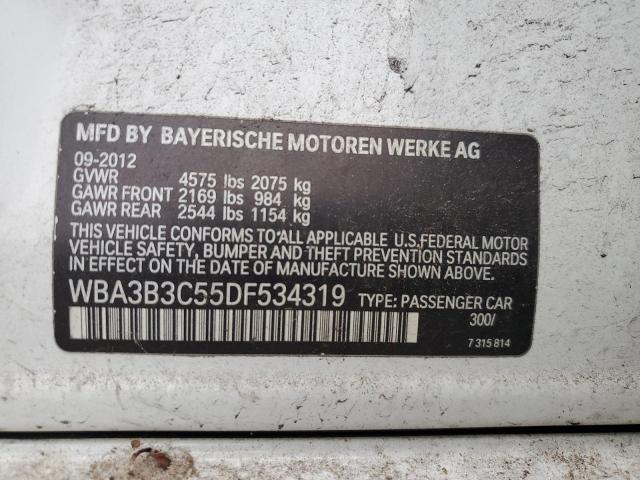 MFD BY BAYERISCHE MOTOREN WERKE AG
09-2012
GVWR 4575 lbs 2075 kg
GAWR FRONT 2169 lbs 984 kg
GAWR REAR 2544 lbs 1154 kg
THIS VEHICLE CONFORMS TO ALL APPLICABLE U.S. FEDERAL MOTOR
VEHICLE SAFETY, BUMPER AND THEFT PREVENTION STANDARDS
IN EFFECT ON THE DATE OF MANUFACTURE SHOWN ABOVE.
WBA3B3C55DF534319 TYPE: PASSENGER CAR
300/
7 315 814